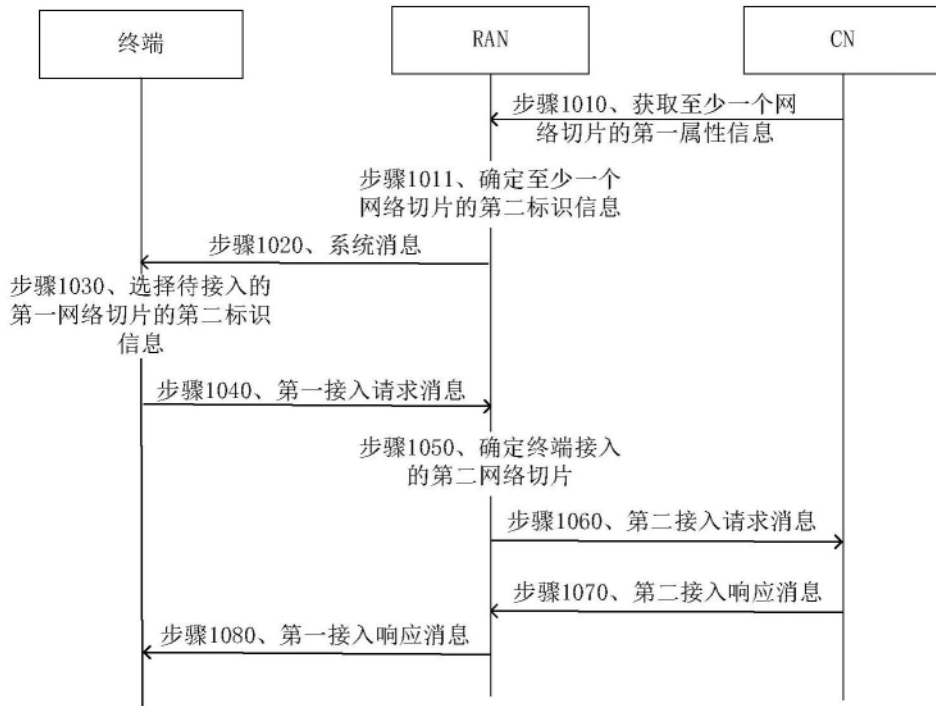 终端
RAN
CN
步骤1010、获取至少一个网
络切片的第一属性信息
步骤1011、确定至少一个
网络切片的第二标识信息
步骤1020、系统消息
步骤1030、选择待接入的
第一网络切片的第二标识
信息
步骤1040、第一接入请求消息
步骤1050、确定终端接入
的第二网络切片
步骤1060、第二接入请求消息
步骤1070、第二接入响应消息
步骤1080、第一接入响应消息